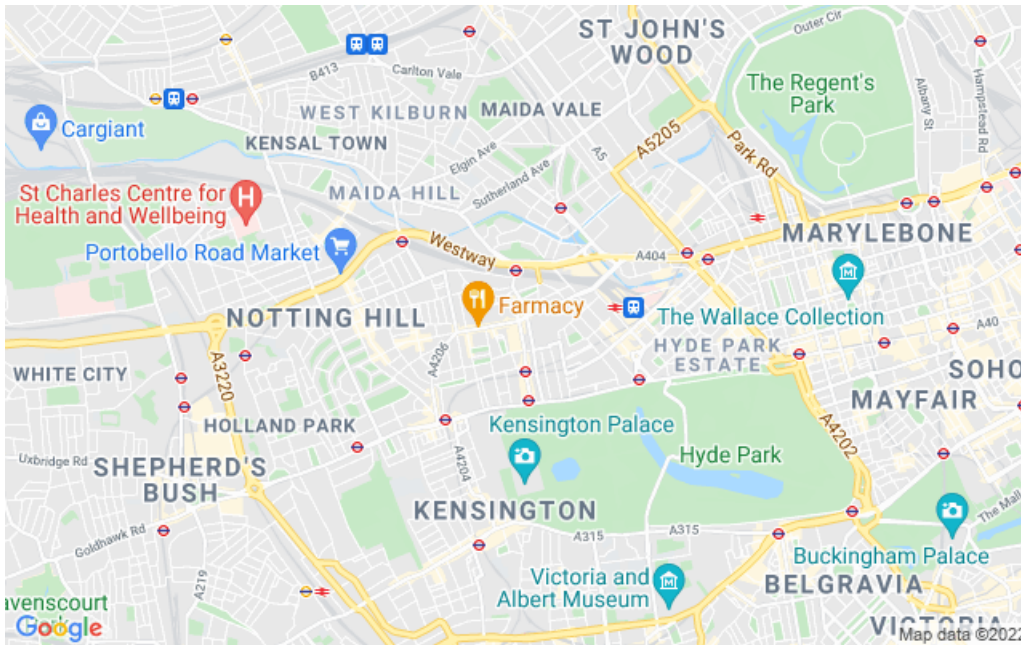 ST JOHN'S
WOOD
Outer Cir
The Regent's
Park
Albany St
Hampstead Rd
B413
Carlton Vale
WEST KILBURN
MAIDA VALE
Cargiant
KENSAL TOWN
Elgin Ave
A5
A5205
Park Rd
Sutherland Ave
MAIDA HILL
St Charles Centre for
Health and Wellbeing
Portobello Road Market
Westway
A404
MARYLEBONE
Farmacy
The Wallace Collection
NOTTING HILL
A40
HYDE PARK
ESTATE
A4206
A3220
WHITE CITY
SOHO
MAYFAIR
A4202
HOLLAND PARK
Kensington Palace
Hyde Park
Uxbridge Rd
SHEPHERD'S
BUSH
A4204
KENSINGTON
The Mall
Goldhawk Rd
A315
A315
Buckingham Palace
A219
Victoria and
Albert Museum
BELGRAVIA
avenscourt
Google
VICTORIA
Map data ©2022